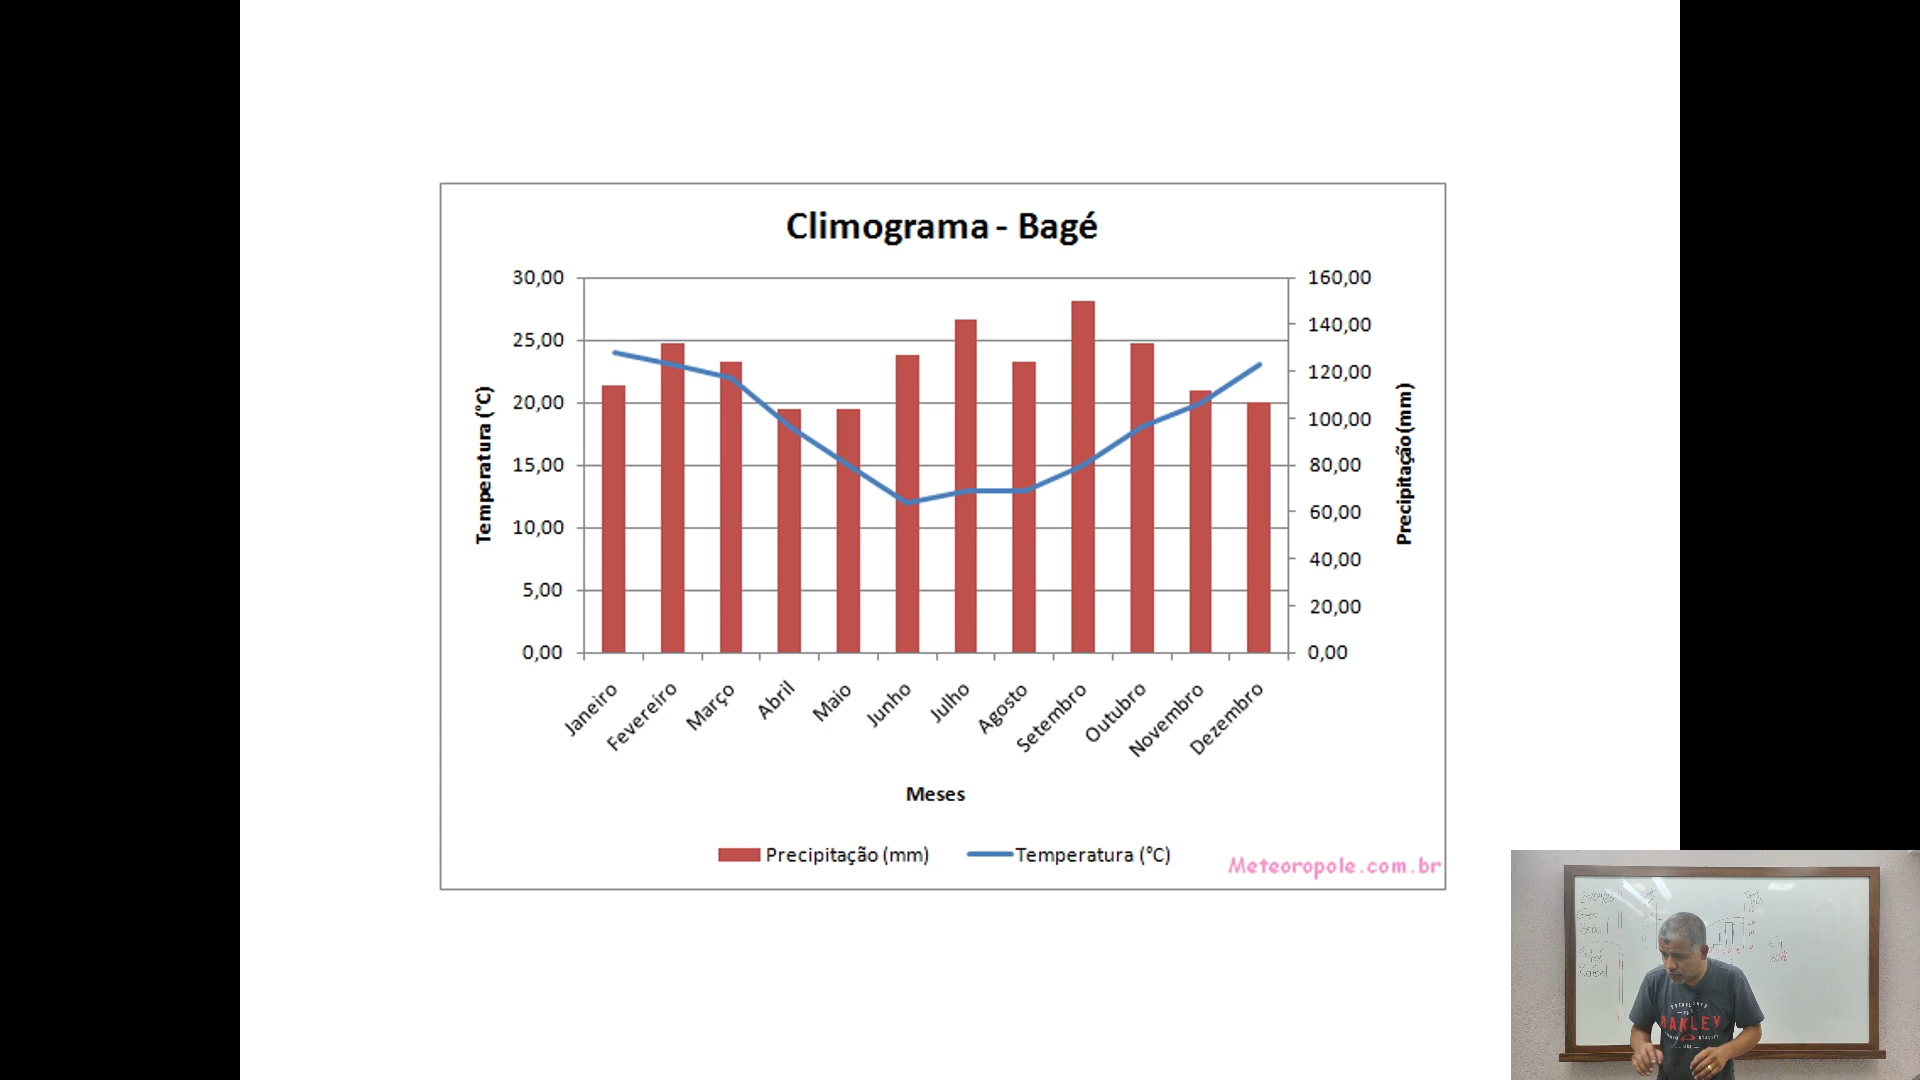 Climograma - Bagé
30,00
25,00
20,00
15,00
10,00
5,00
0,00
Temperatura (°C)
160,00
140,00
120,00
100,00
80,00
60,00
40,00
20,00
0,00
Precipitação(mm)
Janeiro
Fevereiro
Março
Abril
Maio
Junho
Julho
Agosto
Setembro
Outubro
Novembro
Dezembro
Meses
Precipitação (mm)
Temperatura (°C)
Meteoropole.com.br
Brasil
OAKLEY